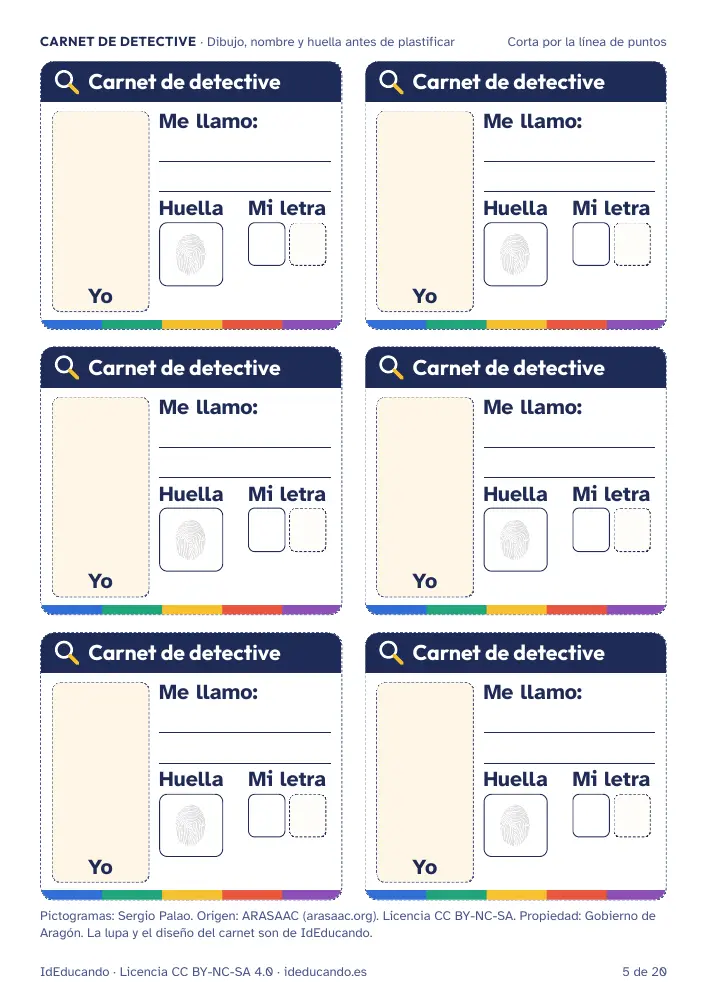 CARNET DE DETECTIVE · Dibujo, nombre y huella antes de plastificar
Corta por la línea de puntos
Carnet de detective
Me llamo:
Huella
Mi letra
Yo
Carnet de detective
Me llamo:
Huella
Mi letra
Yo
Carnet de detective
Me llamo:
Huella
Mi letra
Yo
Carnet de detective
Me llamo:
Huella
Mi letra
Yo
Carnet de detective
Me llamo:
Huella
Mi letra
Yo
Carnet de detective
Me llamo:
Huella
Mi letra
Yo
Pictogramas: Sergio Palao. Origen: ARASAAC (arasaac.org). Licencia CC BY-NC-SA. Propiedad: Gobierno de
Aragón. La lupa y el diseño del carnet son de IdEducando.
IdEducando · Licencia CC BY-NC-SA 4.0 · ideducando.es
5 de 20